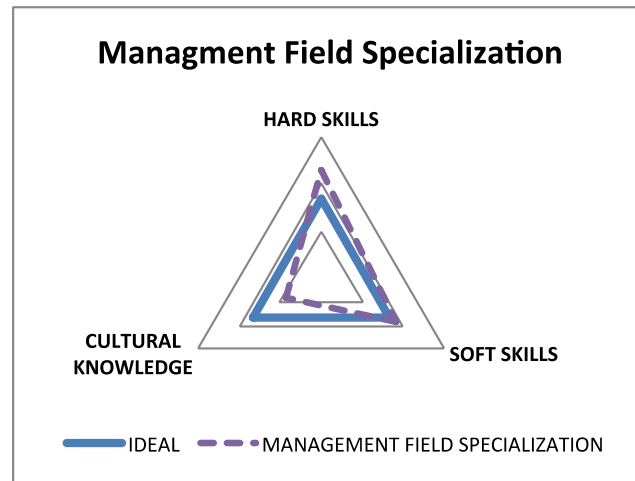 Managment Field Specialization
HARD SKILLS
CULTURAL
KNOWLEDGE
SOFT SKILLS
IDEAL
MANAGEMENT FIELD SPECIALIZATION